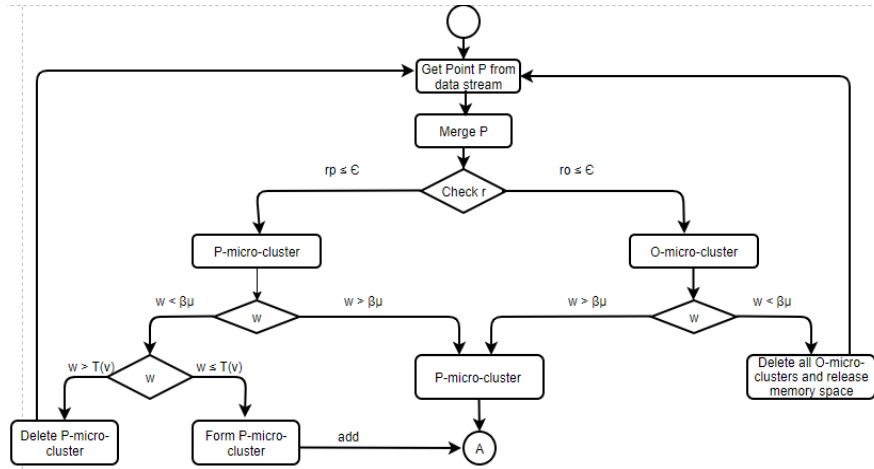 Get Point P from
data stream
Merge P
rp ≤ Є
ro ≤ Є
Check r
P-micro-cluster
O-micro-cluster
w < βμ
w > βμ
w > βμ
w < βμ
w
w
w > T(v)
w ≤ T(v)
w
P-micro-cluster
Delete all O-micro-
clusters and release
memory space
Delete P-micro-
cluster
Form P-micro-
cluster
add
A